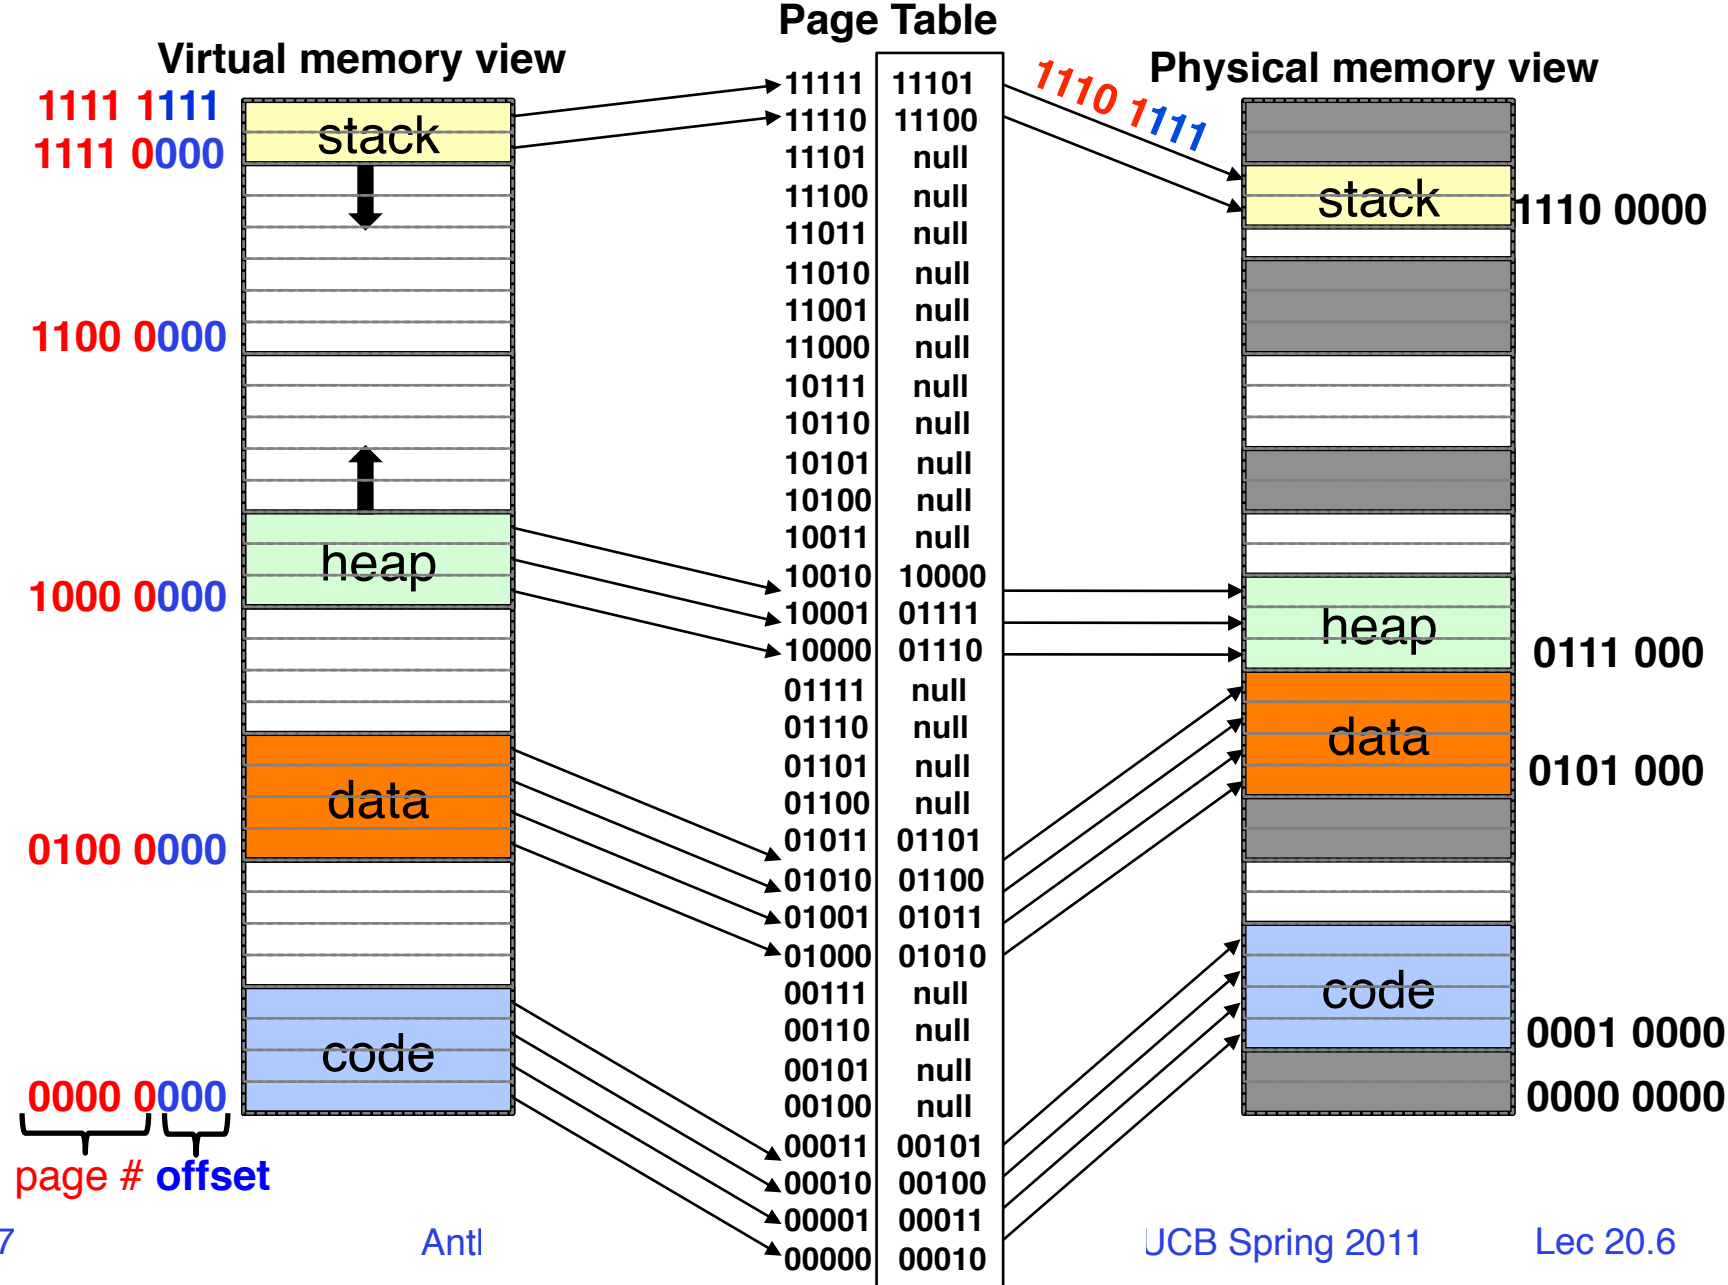 Page Table
Virtual memory view
Physical memory view
1111 1111
1111 0000
1100 0000
1000 0000
0100 0000
0000 0000
page # offset
stack
heap
data
code
11111 11101
11110 11100
11101 null
11100 null
11011 null
11010 null
11001 null
11000 null
10111 null
10110 null
10101 null
10100 null
10011 null
10010 10000
10001 01111
10000 01110
01111 null
01110 null
01101 null
01100 null
01011 01101
01010 01100
01001 01011
01000 01010
00111 null
00110 null
00101 null
00100 null
00011 00101
00010 00100
00001 00011
00000 00010
1110 1111
stack
1110 0000
heap
0111 000
data
0101 000
code
0001 0000
0000 0000
7
UCB Spring 2011
Lec 20.6